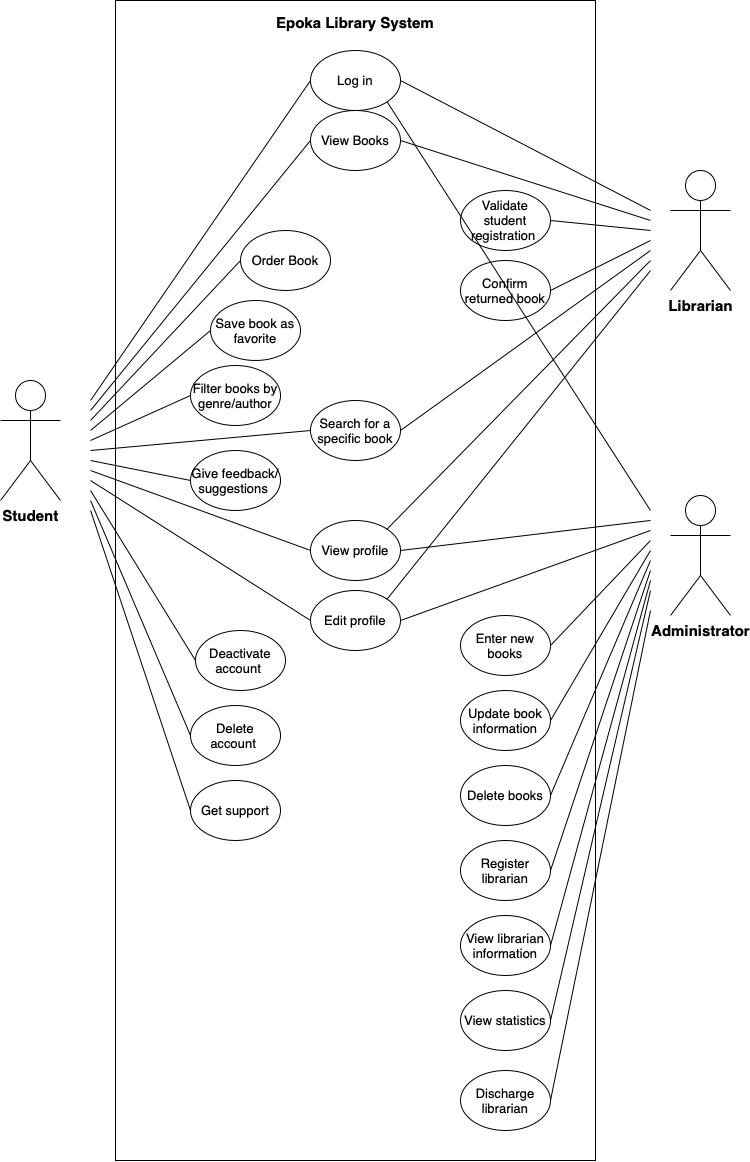 Epoka Library System
Log in
View Books
Validate
student
registration
Order Book
Confirm
returned book
Librarian
Save book as
favorite
Filter books by
genre/author
Search for a
specific book
Give feedback/
suggestions
Student
View profile
Edit profile
Administrator
Enter new
books
Deactivate
account
Update book
information
Delete
account
Delete books
Get support
Register
librarian
View librarian
information
View statistics
Discharge
librarian